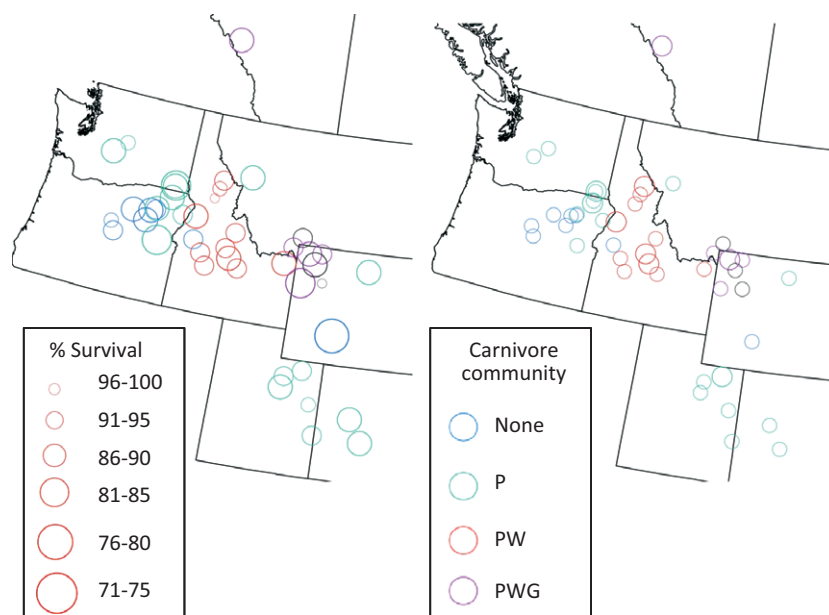 % Survival
96-100
91-95
86-90
81-85
76-80
71-75
Carnivore
community
None
P
PW
PWG